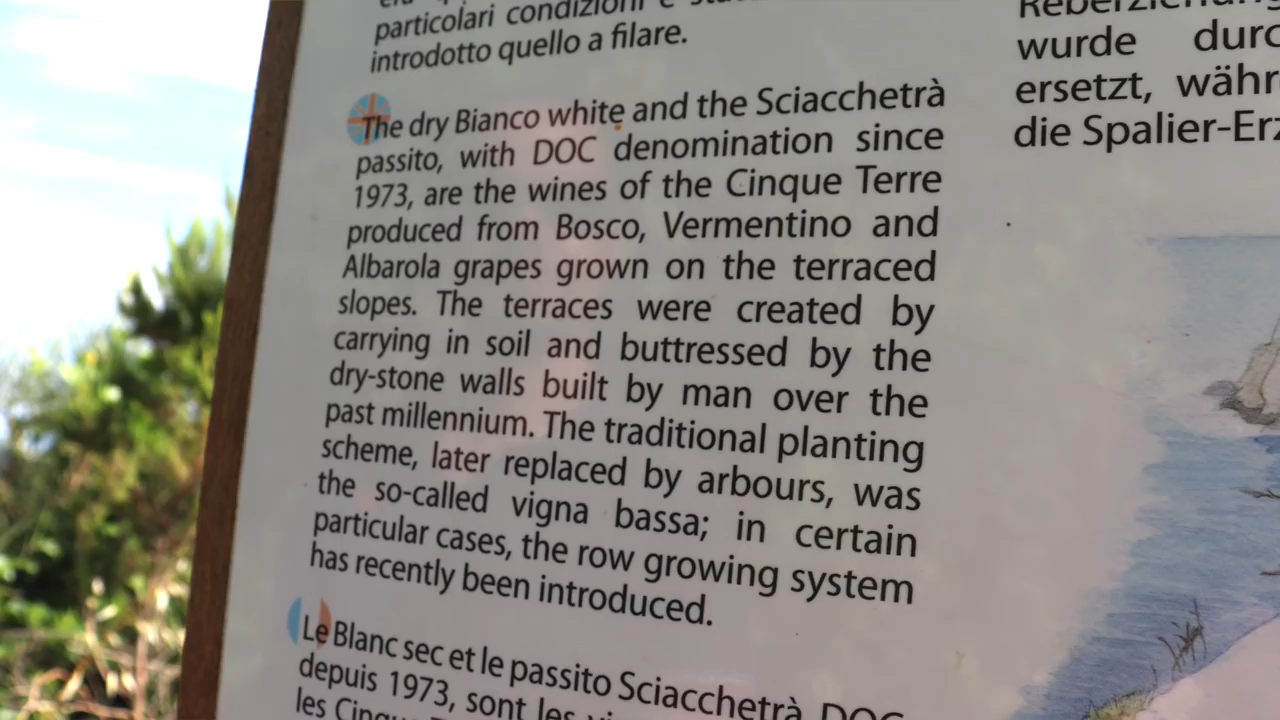 particolari condizioni è
introdotto quello a filare.
The dry Bianco white and the Sciacchetrà
passito, with DOC denomination since
1973, are the wines of the Cinque Terre
produced from Bosco, Vermentino and
Albarola grapes grown on the terraced
slopes. The terraces were created by
carrying in soil and buttressed by the
dry-stone walls built by man over the
past millennium. The traditional planting
scheme, later replaced by arbours, was
the so-called vigna bassa; in certain
particular cases, the row growing system
has recently been introduced.
Le Blanc sec et le passito Sciacchetrà DOC
depuis 1973, sont les
les
wurde
ersetzt,
die Spalier-